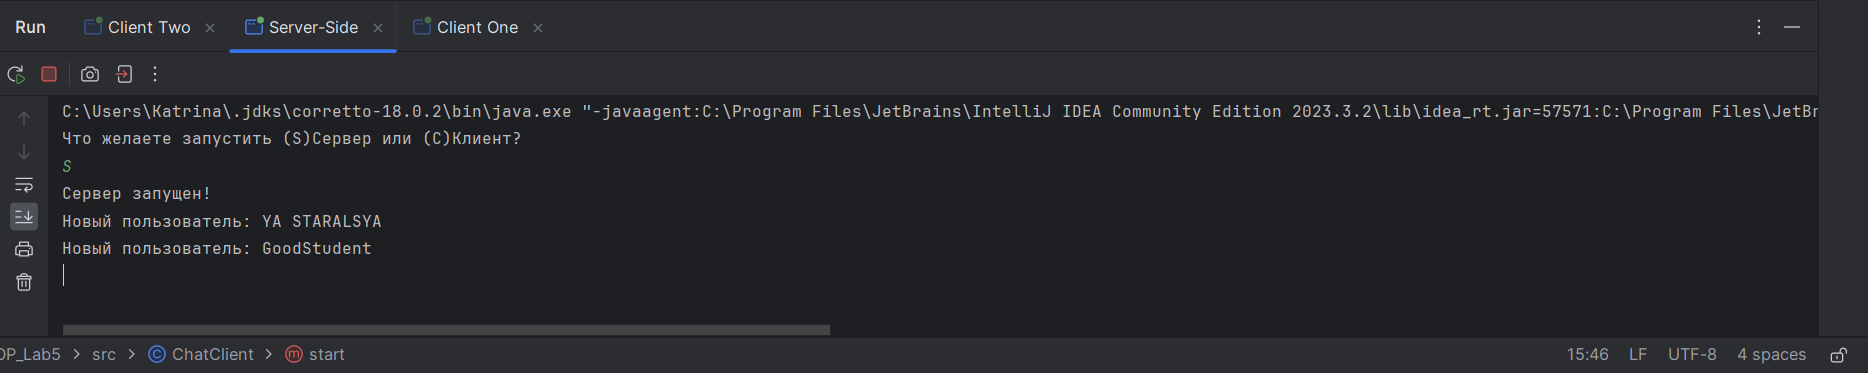 Run Client Two Server-Side Client One
C:\Users\Katrina\.jdks\corretto-18.0.2\bin\java.exe "-javaagent:C:\Program Files\JetBrains\IntelliJ IDEA Community Edition 2023.3.2\lib\idea_rt.jar=57571:C:\Program Files\JetBr
Что желаете запустить (S)Сервер или (C)Клиент?
S
Сервер запущен!
Новый пользователь: YA STARALSYA
Новый пользователь: GoodStudent
OP_Lab5 > src > ChatClient > start 15:46 LF UTF-8 4 spaces